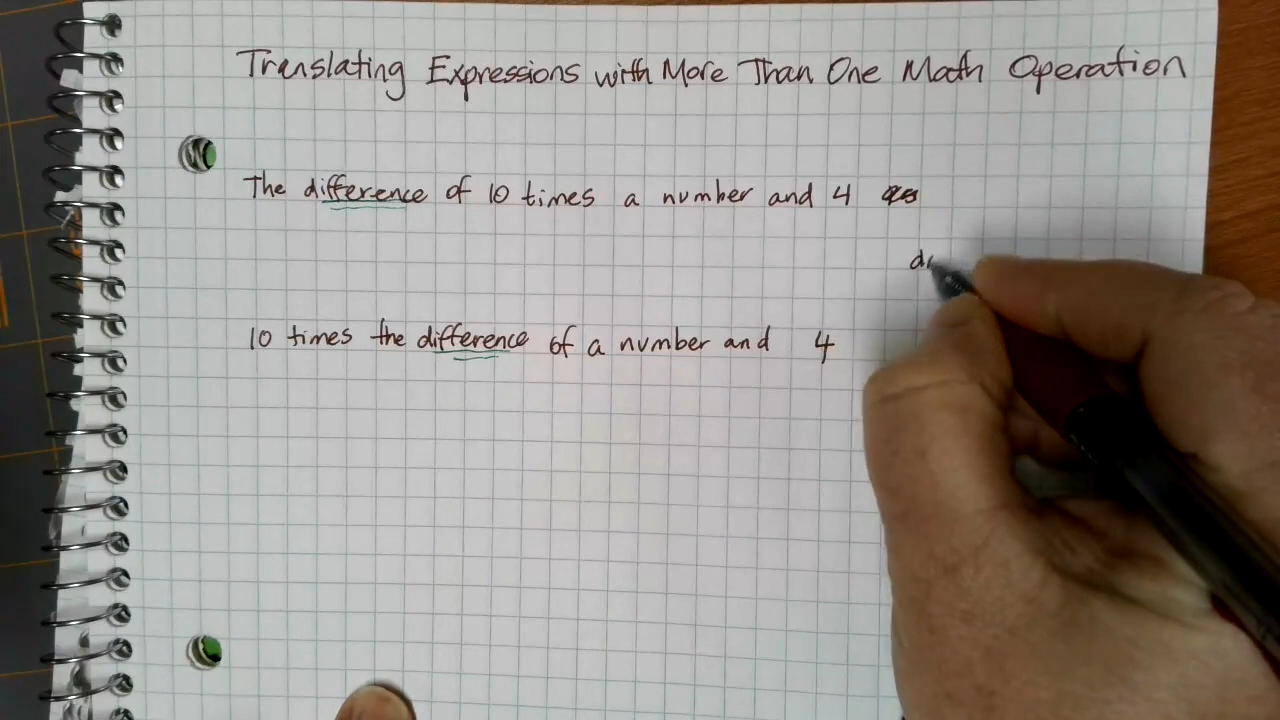 Translating Expressions with More Than One Math Operation
The difference of 10 times a number and 4
10 times the difference of a number and 4